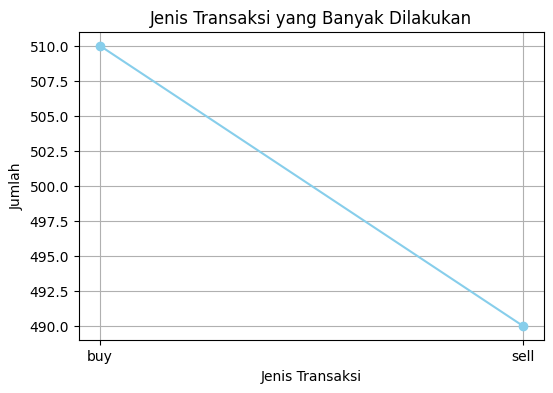 Jenis Transaksi yang Banyak Dilakukan
510.0
507.5
505.0
502.5
500.0
497.5
495.0
492.5
490.0
Jumlah
buy
sell
Jenis Transaksi